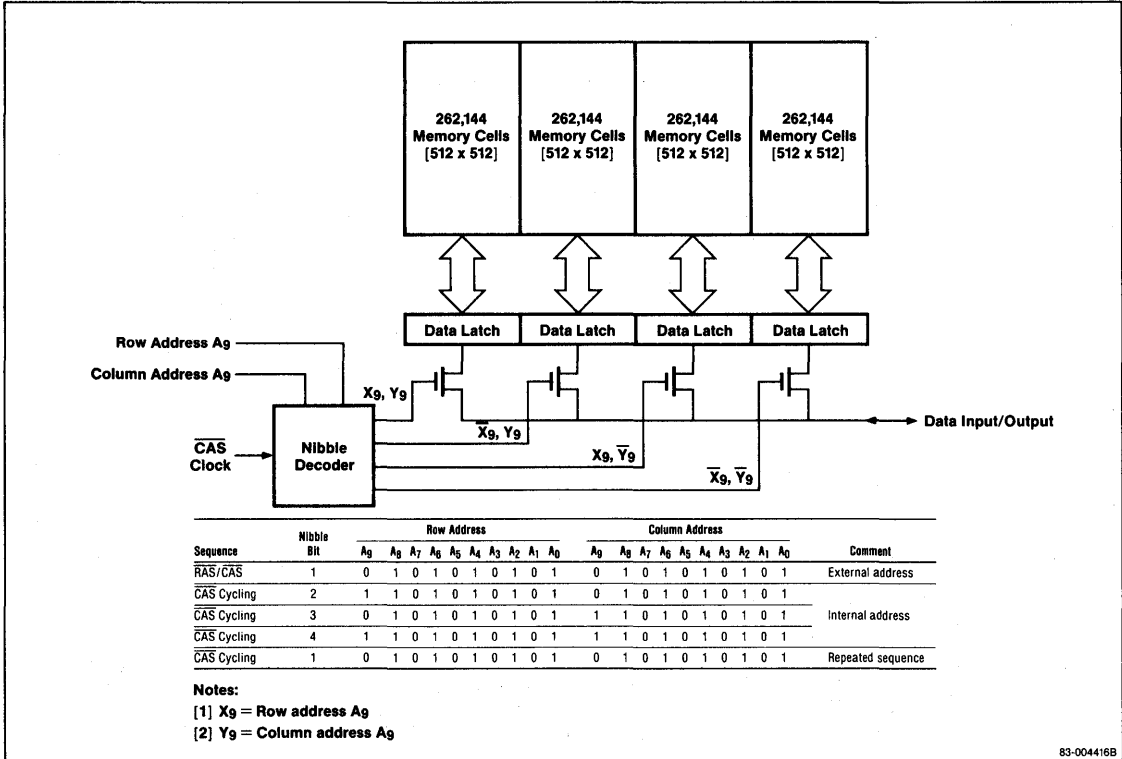 262,144 Memory Cells [512 x 512]
262,144 Memory Cells [512 x 512]
262,144 Memory Cells [512 x 512]
262,144 Memory Cells [512 x 512]
Data Latch
Data Latch
Data Latch
Data Latch
Row Address A9
Column Address A9
X9, Y9
X̅9, Y9
Data Input/Output
C̅A̅S̅ Clock
Nibble Decoder
X9, Y̅9
X̅9, Y̅9
Row Address Column Address
Sequence Nibble Bit A9 A8 A7 A6 A5 A4 A3 A2 A1 A0 A9 A8 A7 A6 A5 A4 A3 A2 A1 A0 Comment
R̅A̅S̅/C̅A̅S̅ 1 0 1 0 1 0 1 0 1 0 1 0 1 0 1 0 1 0 1 0 1 External address
C̅A̅S̅ Cycling 2 1 1 0 1 0 1 0 1 0 1 0 1 0 1 0 1 0 1 0 1
C̅A̅S̅ Cycling 3 0 1 0 1 0 1 0 1 0 1 1 1 0 1 0 1 0 1 0 1 Internal address
C̅A̅S̅ Cycling 4 1 1 0 1 0 1 0 1 0 1 1 1 0 1 0 1 0 1 0 1
C̅A̅S̅ Cycling 1 0 1 0 1 0 1 0 1 0 1 0 1 0 1 0 1 0 1 0 1 Repeated sequence
Notes:
[1] X9 = Row address A9
[2] Y9 = Column address A9
83-004416B